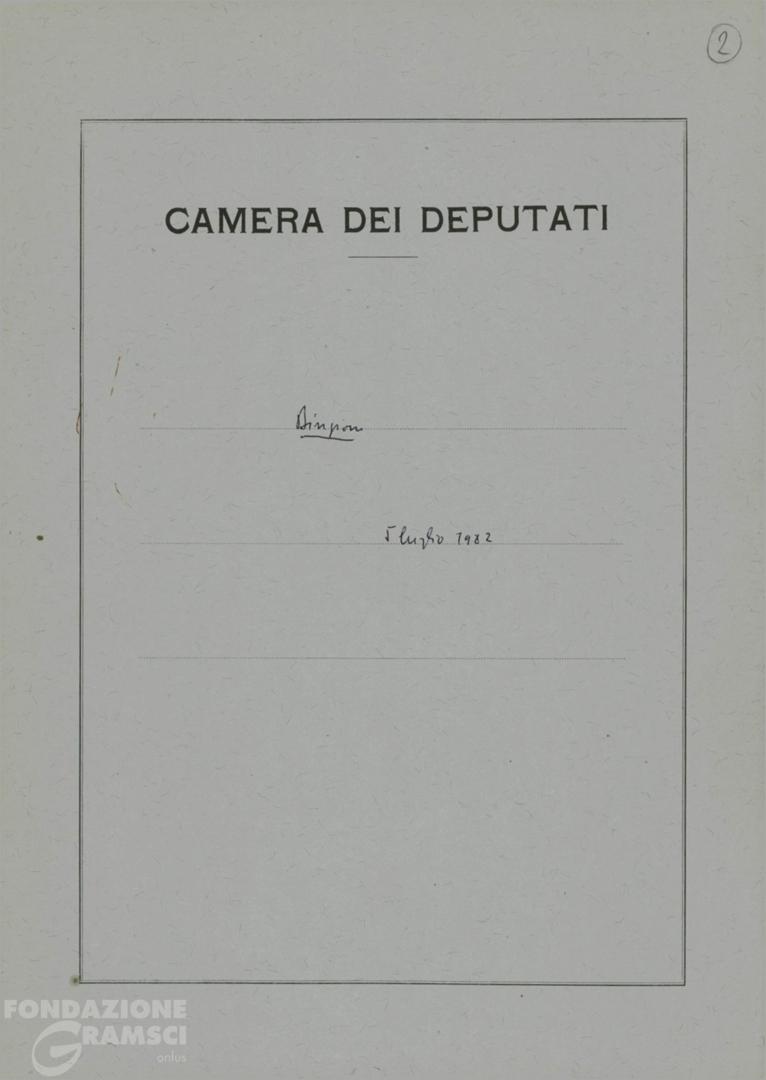 2
CAMERA DEI DEPUTATI
5 luglio 1982
FONDAZIONE
GRAMSCI
onlus